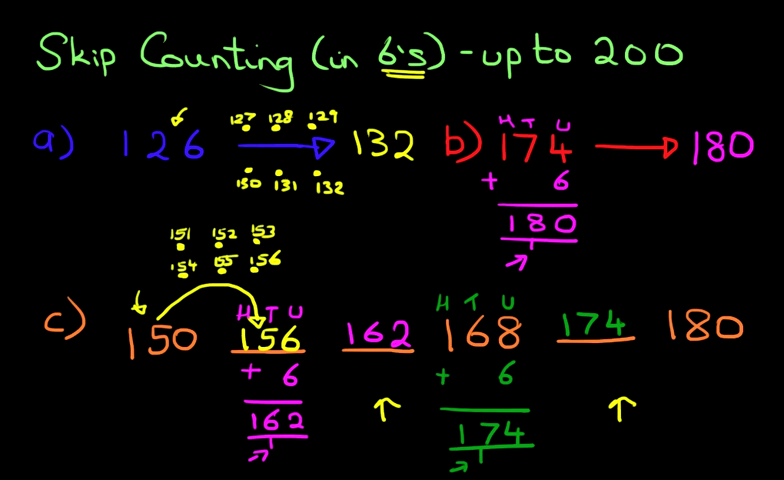 Skip Counting (in 6's) - up to 200
a) 126 127 128 129 132
130 131 132
b) H T U
174 180
+ 6
180
151 152 153
154 155 156
c) 150 156 162 168 174 180
H T U
+ 6
162
H T U
+ 6
174